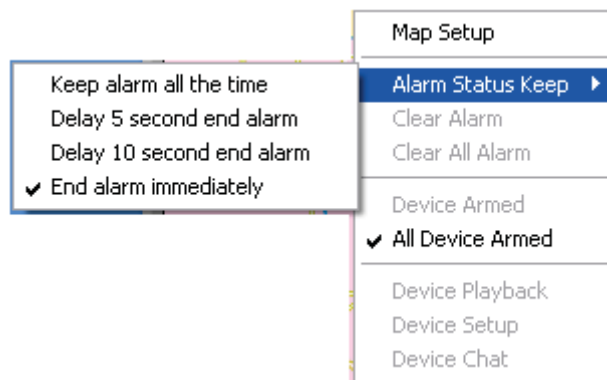 Map Setup
Alarm Status Keep
Keep alarm all the time
Delay 5 second end alarm
Delay 10 second end alarm
End alarm immediately
Clear Alarm
Clear All Alarm
Device Armed
All Device Armed
Device Playback
Device Setup
Device Chat